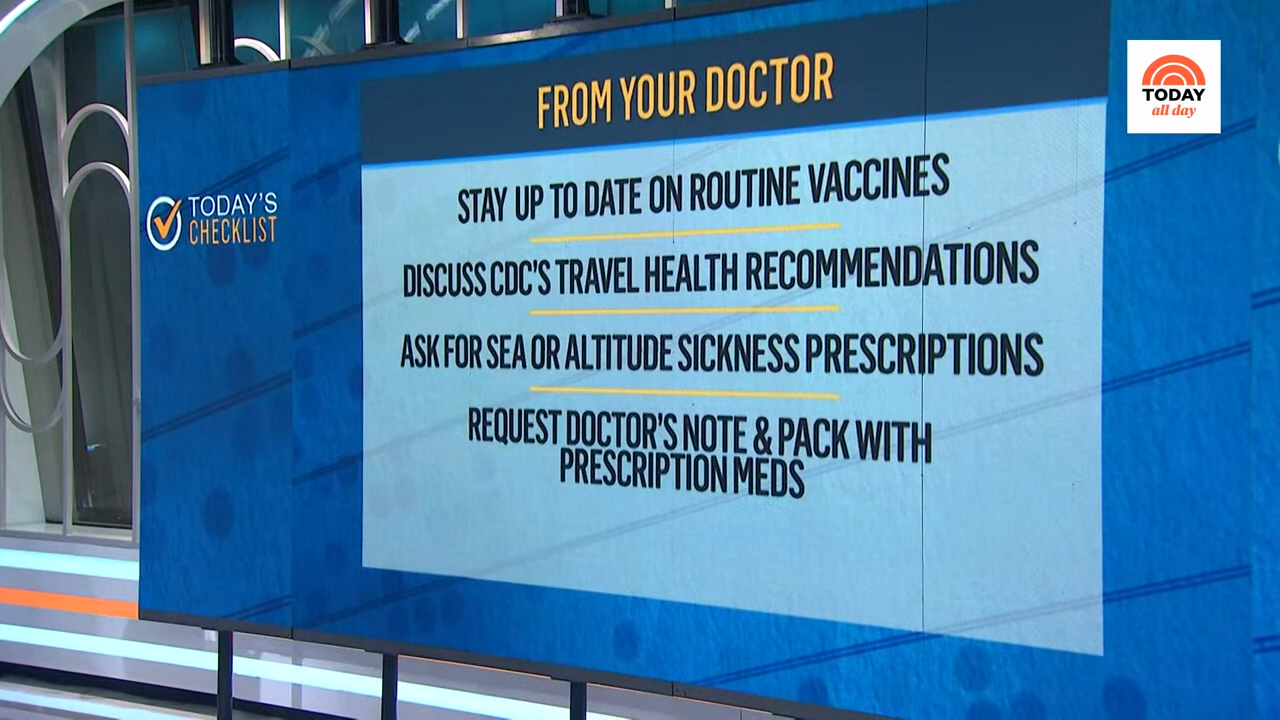 FROM YOUR DOCTOR
TODAY
all day
TODAY'S
CHECKLIST
STAY UP TO DATE ON ROUTINE VACCINES
DISCUSS CDC'S TRAVEL HEALTH RECOMMENDATIONS
ASK FOR SEA OR ALTITUDE SICKNESS PRESCRIPTIONS
REQUEST DOCTOR'S NOTE & PACK WITH
PRESCRIPTION MEDS